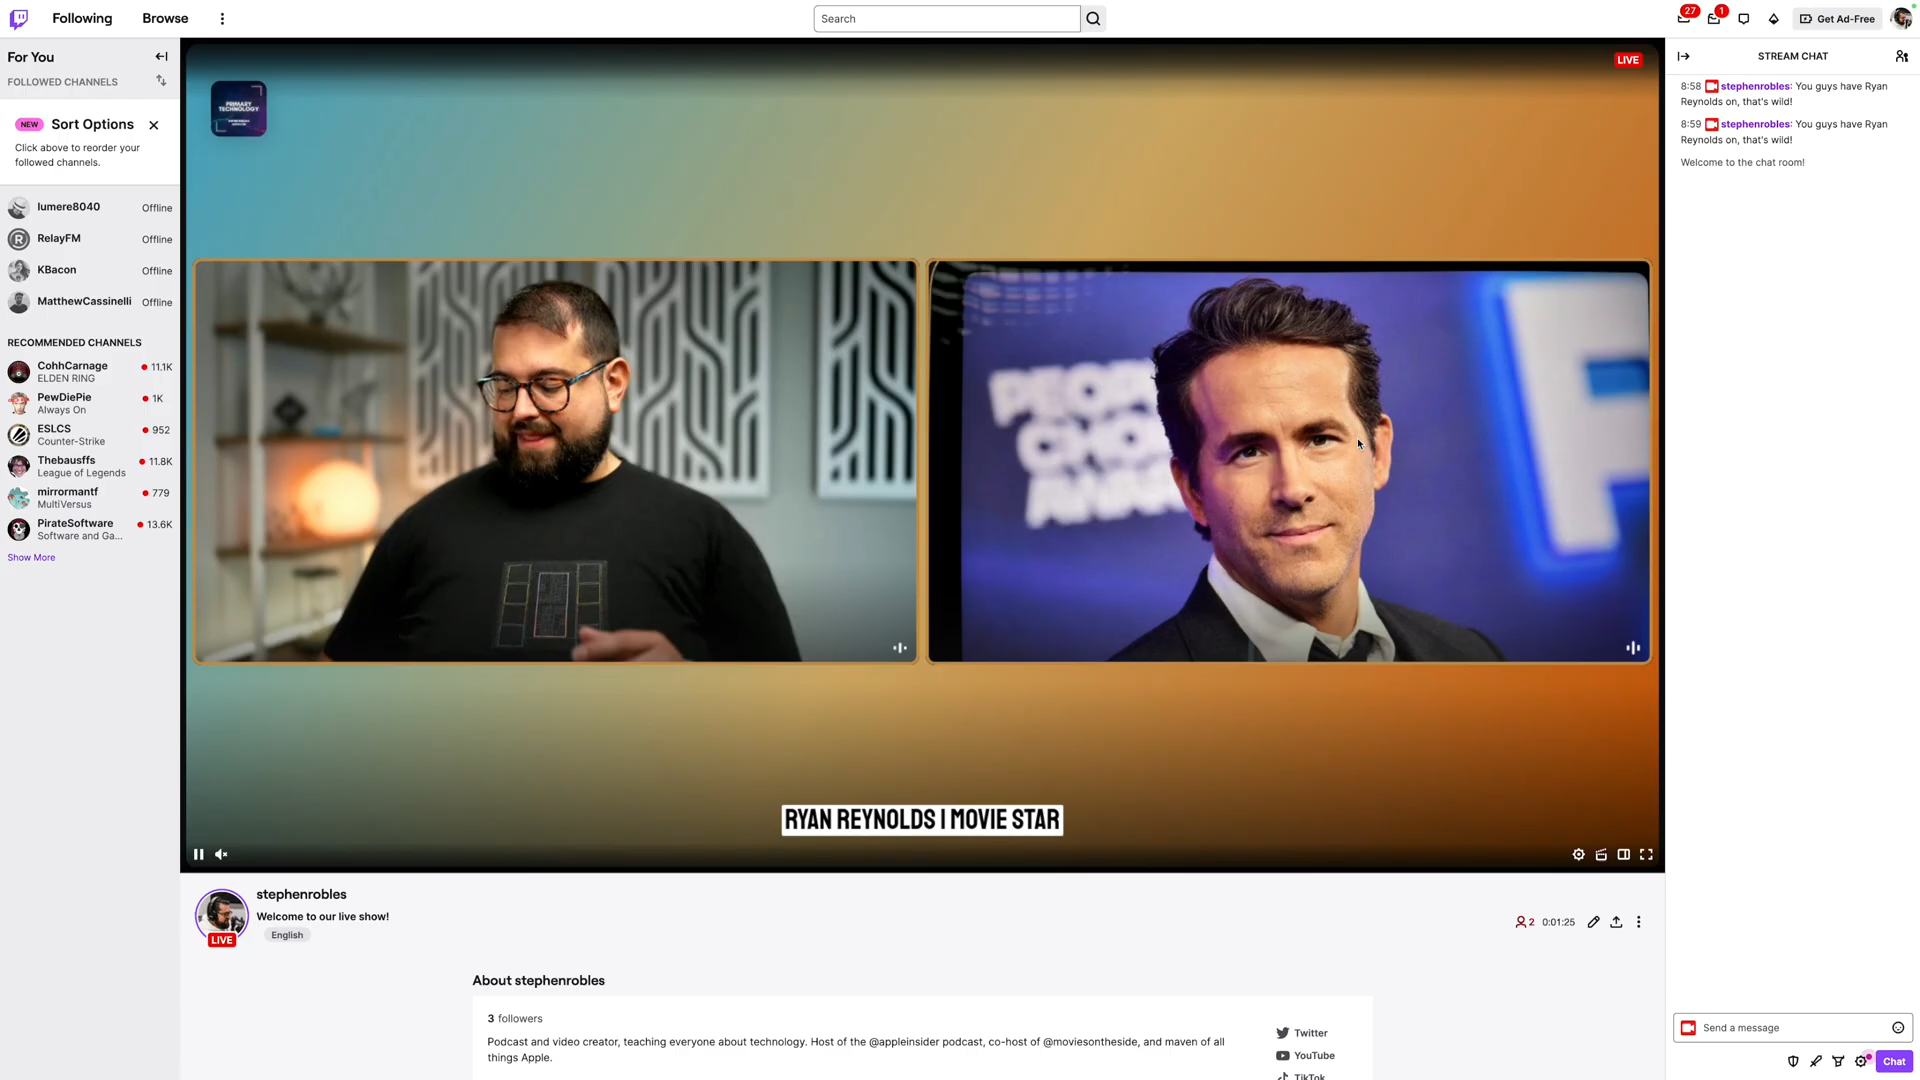 Following
Browse
Search
27
1
Get Ad-Free
For You
FOLLOWED CHANNELS
NEW Sort Options
Click above to reorder your
followed channels.
lumere8040 Offline
RelayFM Offline
KBacon Offline
MatthewCassinelli Offline
RECOMMENDED CHANNELS
CohhCarnage 11.1K
ELDEN RING
PewDiePie 1K
Always On
ESLCS 952
Counter-Strike
Thebausffs 11.8K
League of Legends
mirrormantf 779
MultiVersus
PirateSoftware 13.6K
Software and Ga...
Show More
LIVE
PRIMARY
TECHNOLOGY
RYAN REYNOLDS | MOVIE STAR
stephenrobles
Welcome to our live show!
LIVE
English
2 0:01:25
About stephenrobles
3 followers
Podcast and video creator, teaching everyone about technology. Host of the @appleinsider podcast, co-host of @moviesontheside, and maven of all
things Apple.
Twitter
YouTube
TikTok
STREAM CHAT
8:58 stephenrobles: You guys have Ryan
Reynolds on, that's wild!
8:59 stephenrobles: You guys have Ryan
Reynolds on, that's wild!
Welcome to the chat room!
Send a message
Chat